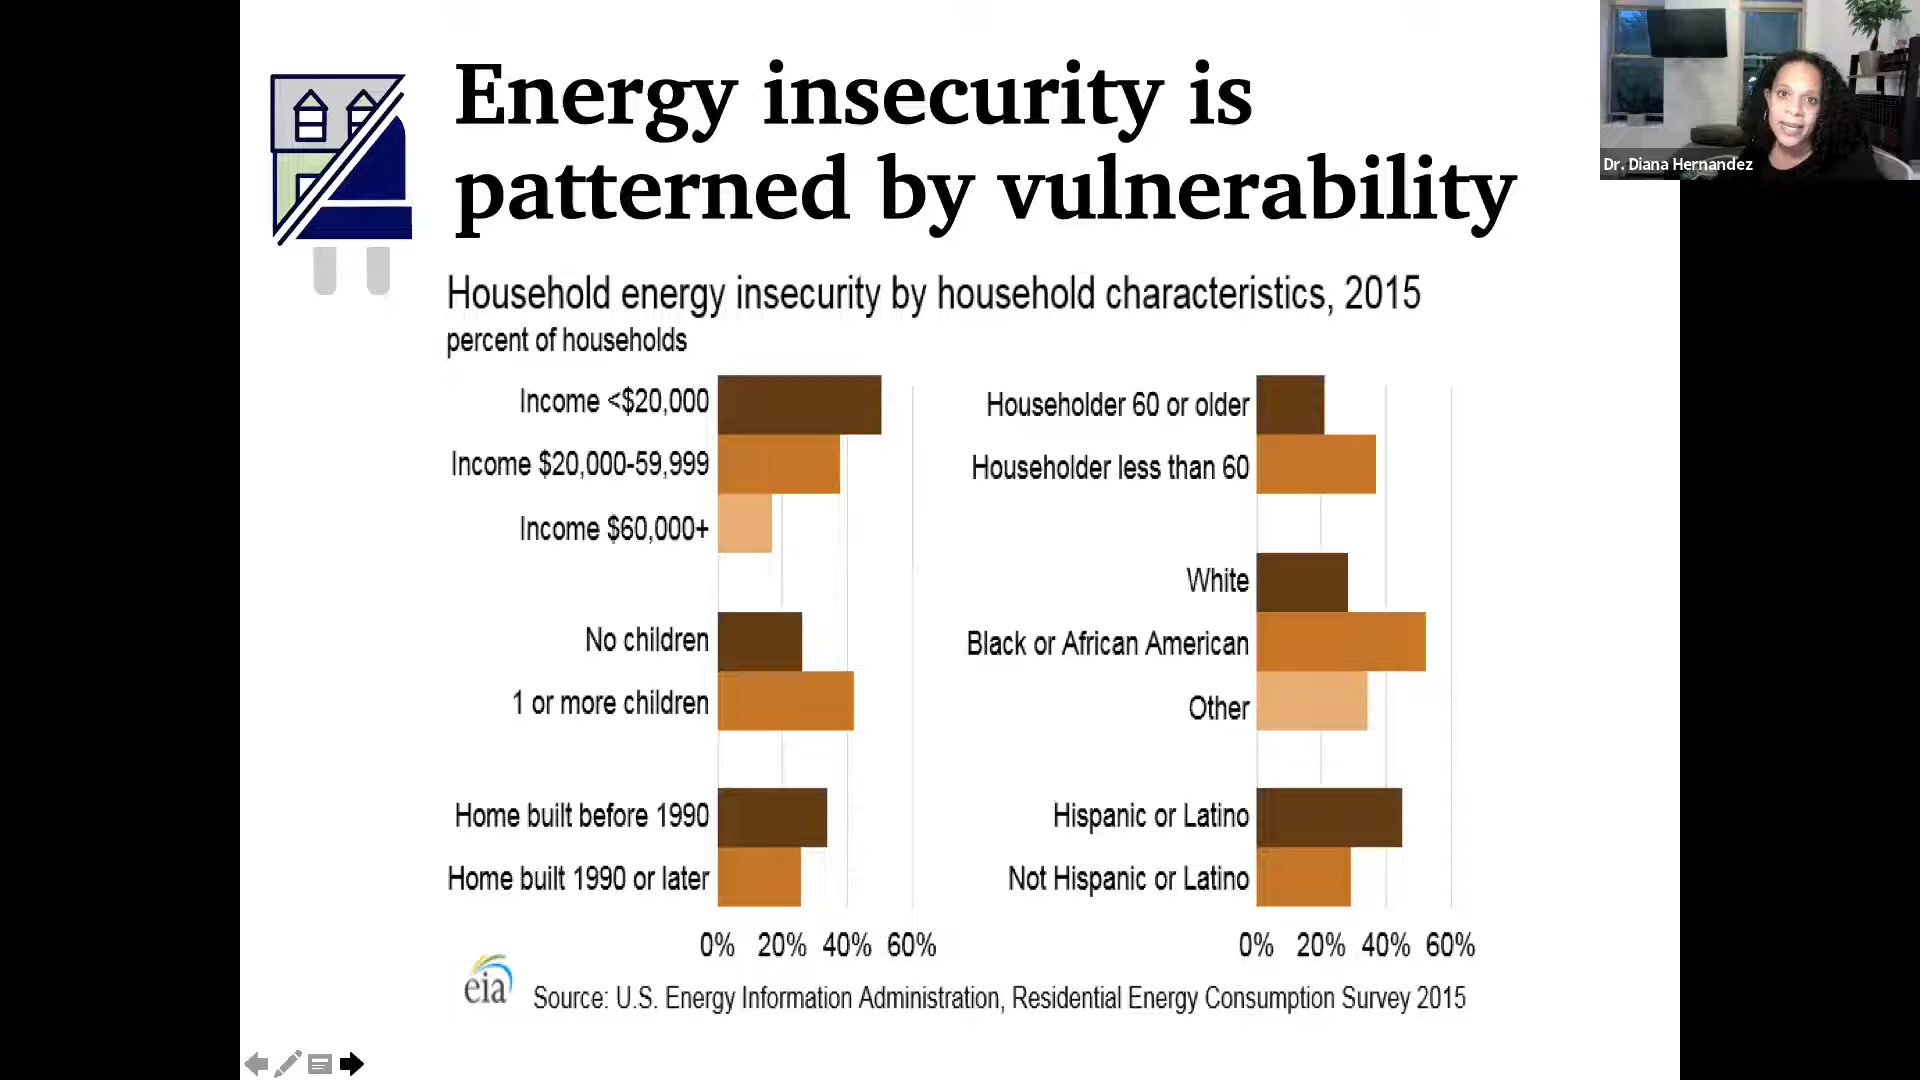 Energy insecurity is
patterned by vulnerability
Dr. Diana Hernandez
Household energy insecurity by household characteristics, 2015
percent of households
Income <$20,000
Income $20,000-59,999
Income $60,000+
No children
1 or more children
Home built before 1990
Home built 1990 or later
0% 20% 40% 60%
Householder 60 or older
Householder less than 60
White
Black or African American
Other
Hispanic or Latino
Not Hispanic or Latino
0% 20% 40% 60%
eia
Source: U.S. Energy Information Administration, Residential Energy Consumption Survey 2015